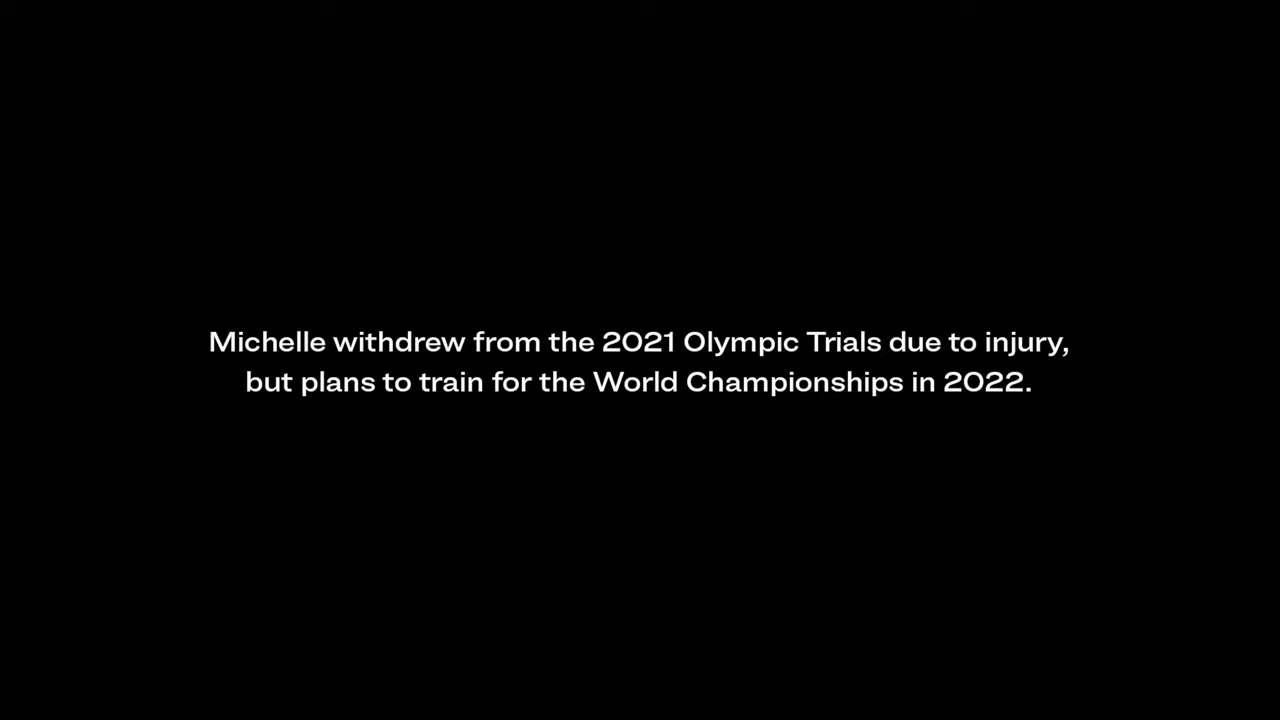 Michelle withdrew from the 2021 Olympic Trials due to injury,
but plans to train for the World Championships in 2022.